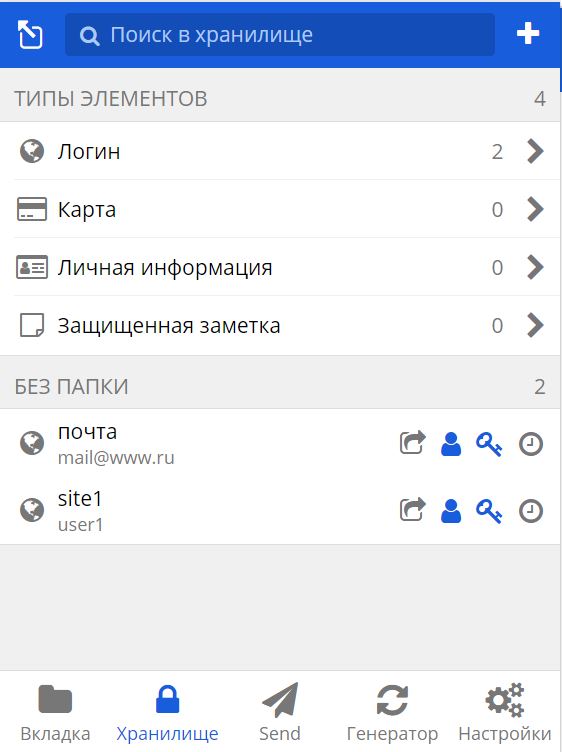 Поиск в хранилище
ТИПЫ ЭЛЕМЕНТОВ 4
Логин 2
Карта 0
Личная информация 0
Защищенная заметка 0
БЕЗ ПАПКИ 2
почта
mail@www.ru
site1
user1
Вкладка Хранилище Send Генератор Настройки